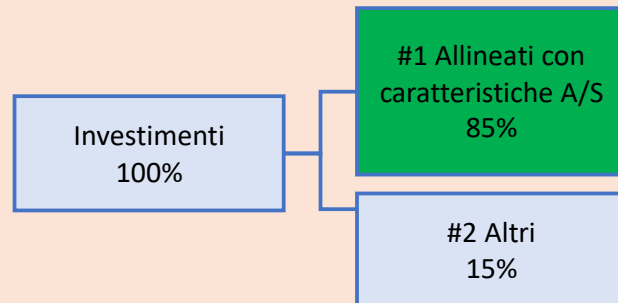 Investimenti
100%
#1 Allineati con
caratteristiche A/S
85%
#2 Altri
15%